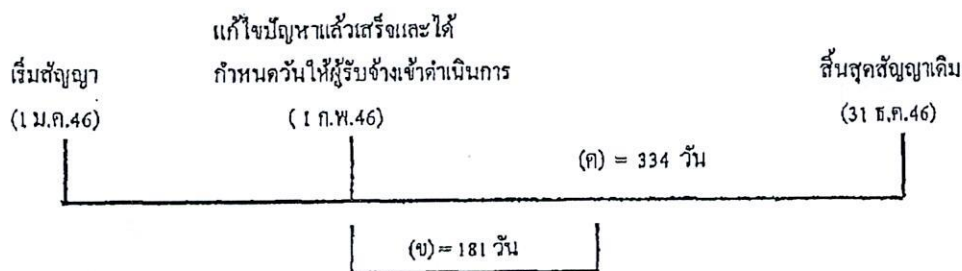 แก้ไขปัญหาแล้วเสร็จและได้
เริ่มสัญญา กำหนดวันให้ผู้รับจ้างเข้าดำเนินการ สิ้นสุดสัญญาเดิม
(1 ม.ค.46) ( 1 ก.พ.46) (31 ธ.ค.46)
(ค) = 334 วัน
(ข) = 181 วัน